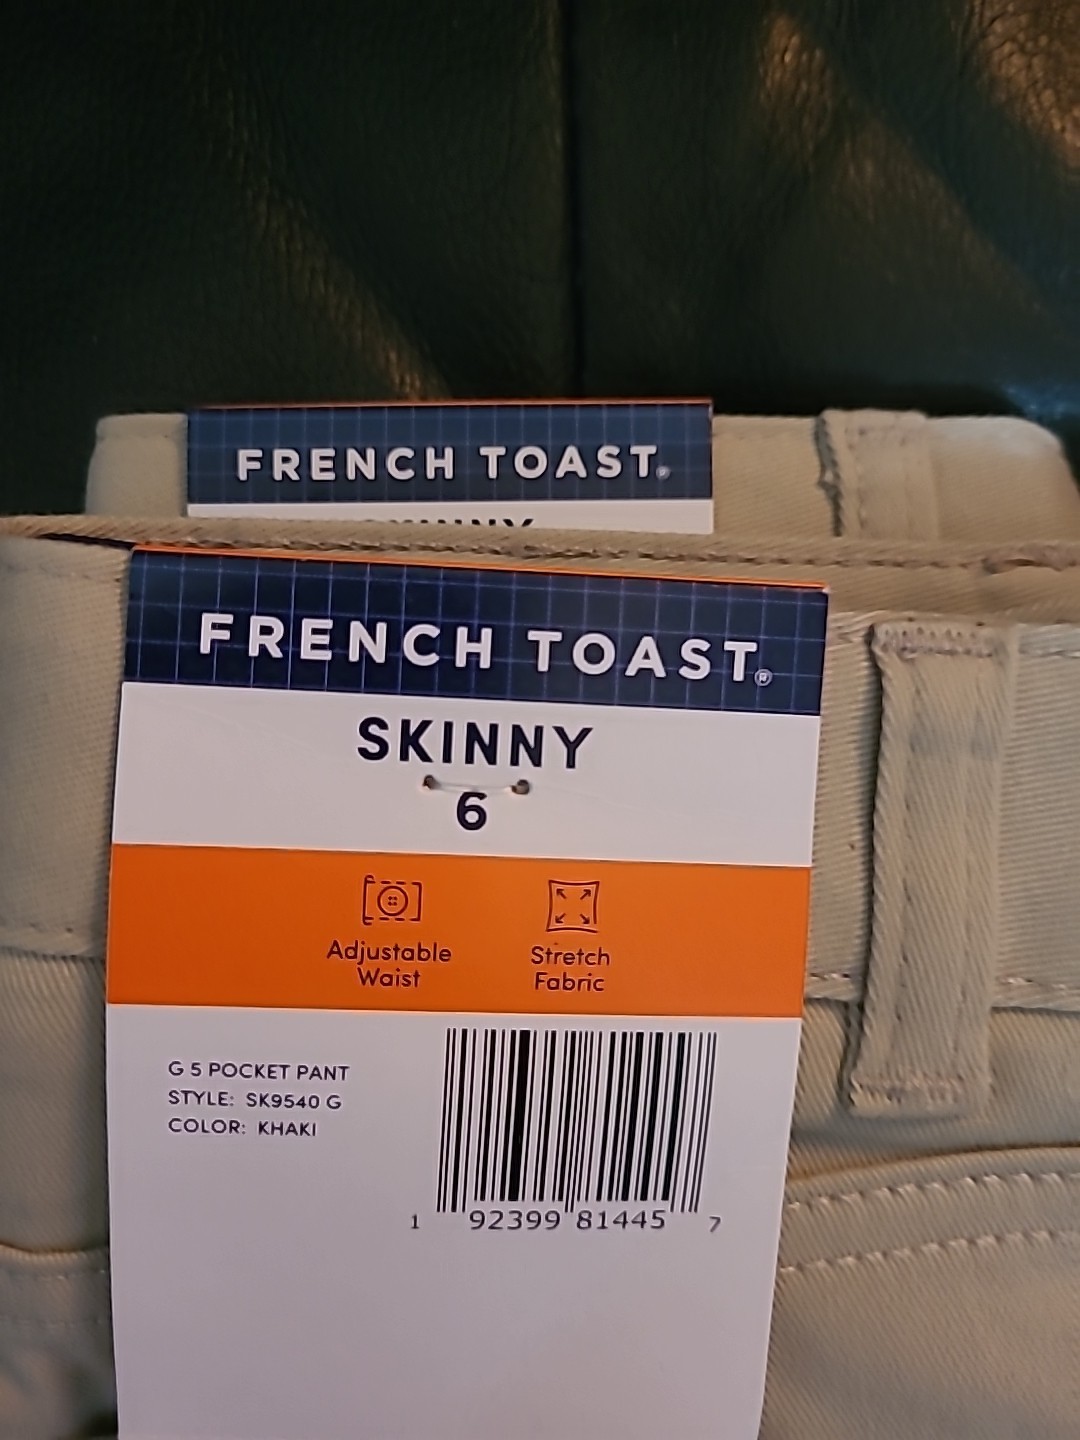 FRENCH TOAST®
SKINNY
FRENCH TOAST®
SKINNY
6
Adjustable
Waist
Stretch
Fabric
G 5 POCKET PANT
STYLE: SK9540 G
COLOR: KHAKI
1 92399 81445 7